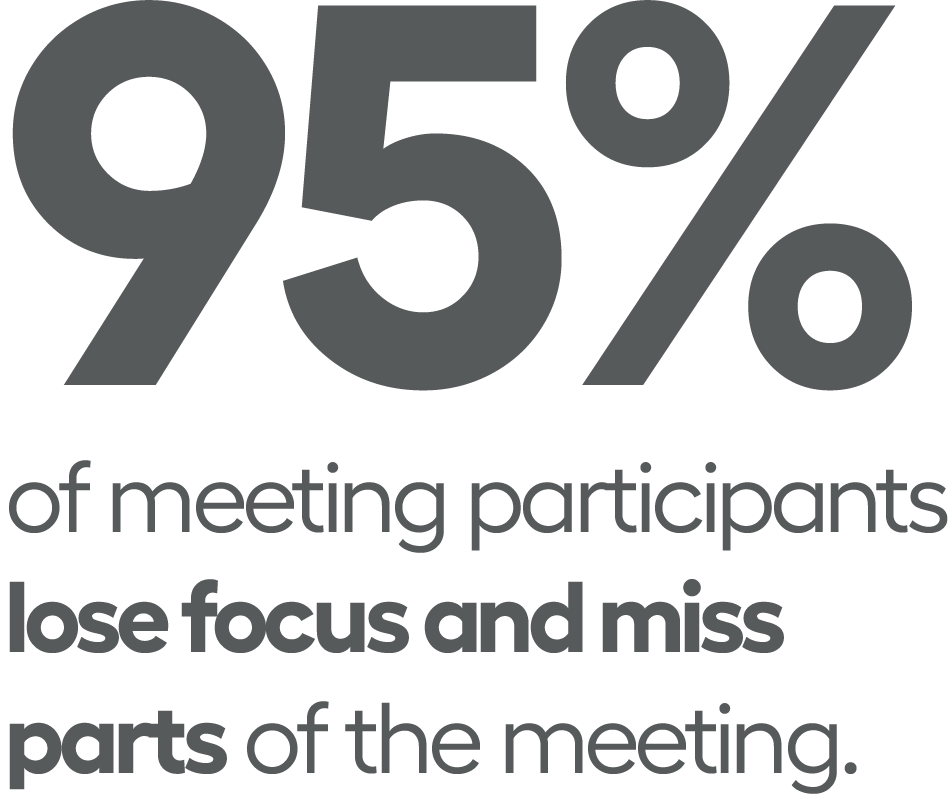 95%
of meeting participants
lose focus and miss
parts of the meeting.